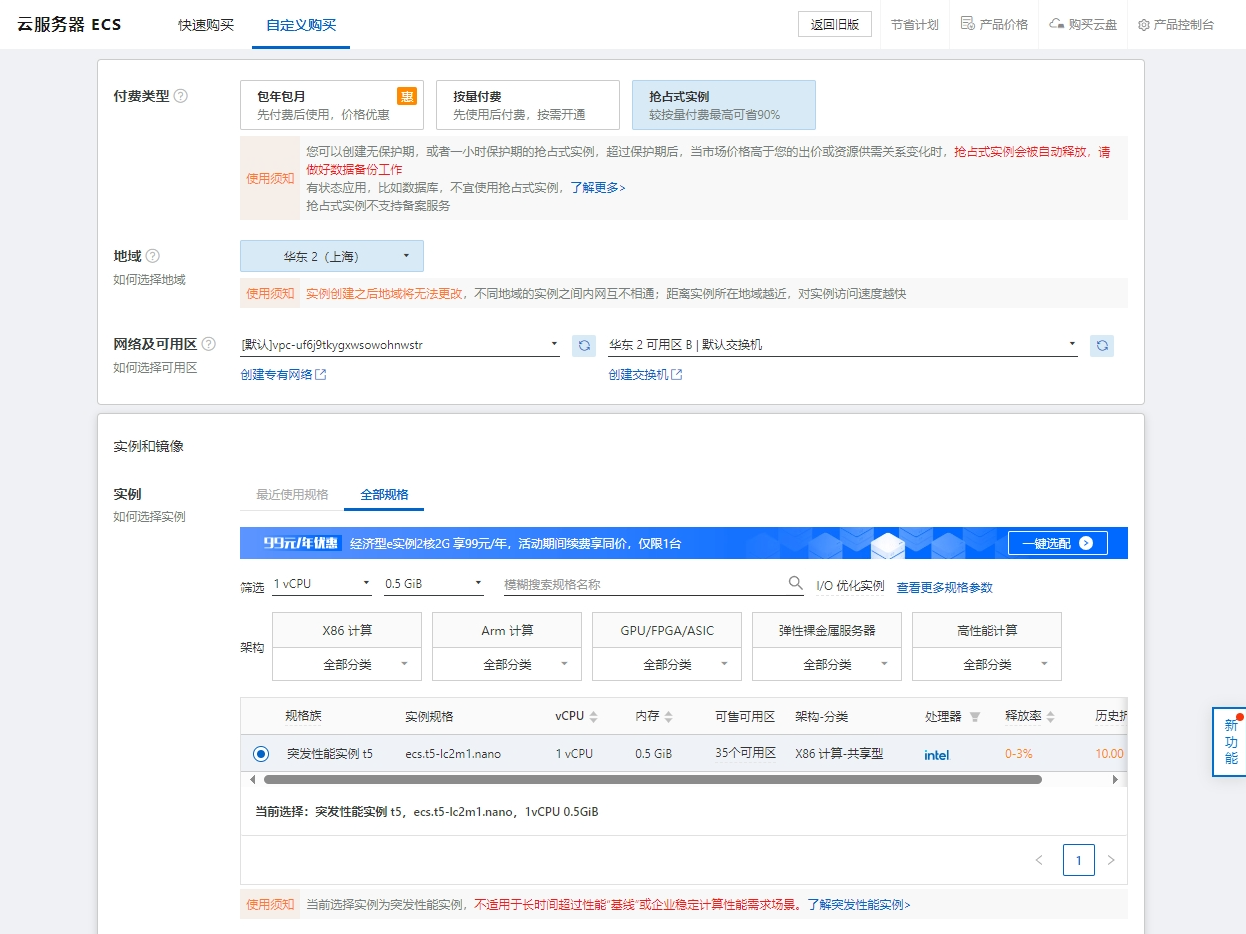 云服务器 ECS
快速购买
自定义购买
返回旧版
节省计划
产品价格
购买云盘
产品控制台
付费类型
包年包月
惠
先付费后使用，价格优惠
按量付费
先使用后付费，按需开通
抢占式实例
较按量付费最高可省90%
使用须知
您可以创建无保护期，或者一小时保护期的抢占式实例，超过保护期后，当市场价格高于您的出价或资源供需关系变化时，抢占式实例会被自动释放，请
做好数据备份工作
有状态应用，比如数据库，不宜使用抢占式实例，了解更多>
抢占式实例不支持备案服务
地域
如何选择地域
华东 2（上海）
使用须知
实例创建之后地域将无法更改，不同地域的实例之间内网互不相通；距离实例所在地域越近，对实例访问速度越快
网络及可用区
如何选择可用区
[默认]vpc-uf6j9tkygxwsowohnwstr
华东 2 可用区 B | 默认交换机
创建专有网络
创建交换机
实例和镜像
实例
如何选择实例
最近使用规格
全部规格
99元/年优惠 经济型e实例2核2G 享99元/年，活动期间续费享同价，仅限1台
一键选配
筛选
1 vCPU
0.5 GiB
模糊搜索规格名称
I/O 优化实例
查看更多规格参数
架构
X86 计算
Arm 计算
GPU/FPGA/ASIC
弹性裸金属服务器
高性能计算
全部分类
全部分类
全部分类
全部分类
全部分类
规格族
实例规格
vCPU
内存
可售可用区
架构-分类
处理器
释放率
历史折
突发性能实例 t5
ecs.t5-lc2m1.nano
1 vCPU
0.5 GiB
35个可用区
X86 计算-共享型
intel
0-3%
10.00
当前选择：突发性能实例 t5，ecs.t5-lc2m1.nano，1vCPU 0.5GiB
<
1
>
使用须知
当前选择实例为突发性能实例，不适用于长时间超过性能"基线"或企业稳定计算性能需求场景。了解突发性能实例>
新
功
能